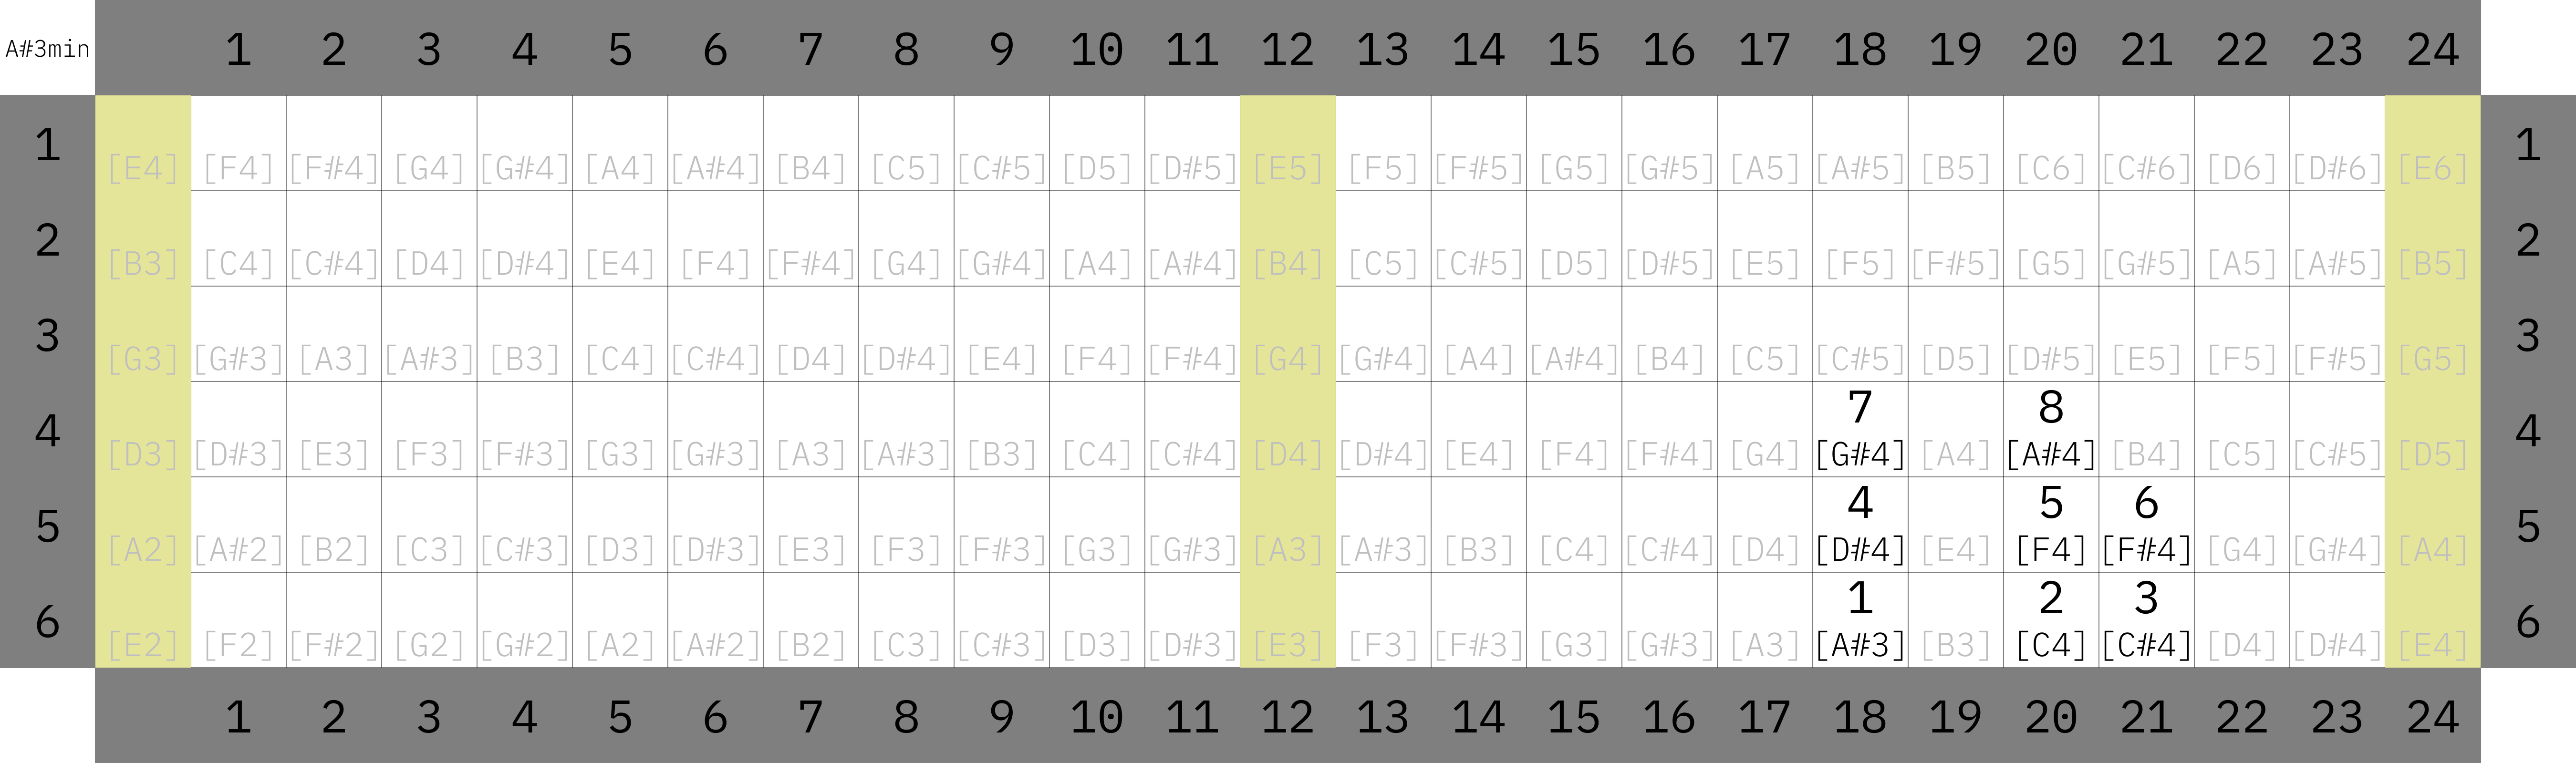 A#3min 1 2 3 4 5 6 7 8 9 10 11 12 13 14 15 16 17 18 19 20 21 22 23 24
1 [E4] [F4] [F#4] [G4] [G#4] [A4] [A#4] [B4] [C5] [C#5] [D5] [D#5] [E5] [F5] [F#5] [G5] [G#5] [A5] [A#5] [B5] [C6] [C#6] [D6] [D#6] [E6] 1
2 [B3] [C4] [C#4] [D4] [D#4] [E4] [F4] [F#4] [G4] [G#4] [A4] [A#4] [B4] [C5] [C#5] [D5] [D#5] [E5] [F5] [F#5] [G5] [G#5] [A5] [A#5] [B5] 2
3 [G3] [G#3] [A3] [A#3] [B3] [C4] [C#4] [D4] [D#4] [E4] [F4] [F#4] [G4] [G#4] [A4] [A#4] [B4] [C5] [C#5] [D5] [D#5] [E5] [F5] [F#5] [G5] 3
7 8
4 [D3] [D#3] [E3] [F3] [F#3] [G3] [G#3] [A3] [A#3] [B3] [C4] [C#4] [D4] [D#4] [E4] [F4] [F#4] [G4] [G#4] [A4] [A#4] [B4] [C5] [C#5] [D5] 4
4 5 6
5 [A2] [A#2] [B2] [C3] [C#3] [D3] [D#3] [E3] [F3] [F#3] [G3] [G#3] [A3] [A#3] [B3] [C4] [C#4] [D4] [D#4] [E4] [F4] [F#4] [G4] [G#4] [A4] 5
1 2 3
6 [E2] [F2] [F#2] [G2] [G#2] [A2] [A#2] [B2] [C3] [C#3] [D3] [D#3] [E3] [F3] [F#3] [G3] [G#3] [A3] [A#3] [B3] [C4] [C#4] [D4] [D#4] [E4] 6
1 2 3 4 5 6 7 8 9 10 11 12 13 14 15 16 17 18 19 20 21 22 23 24